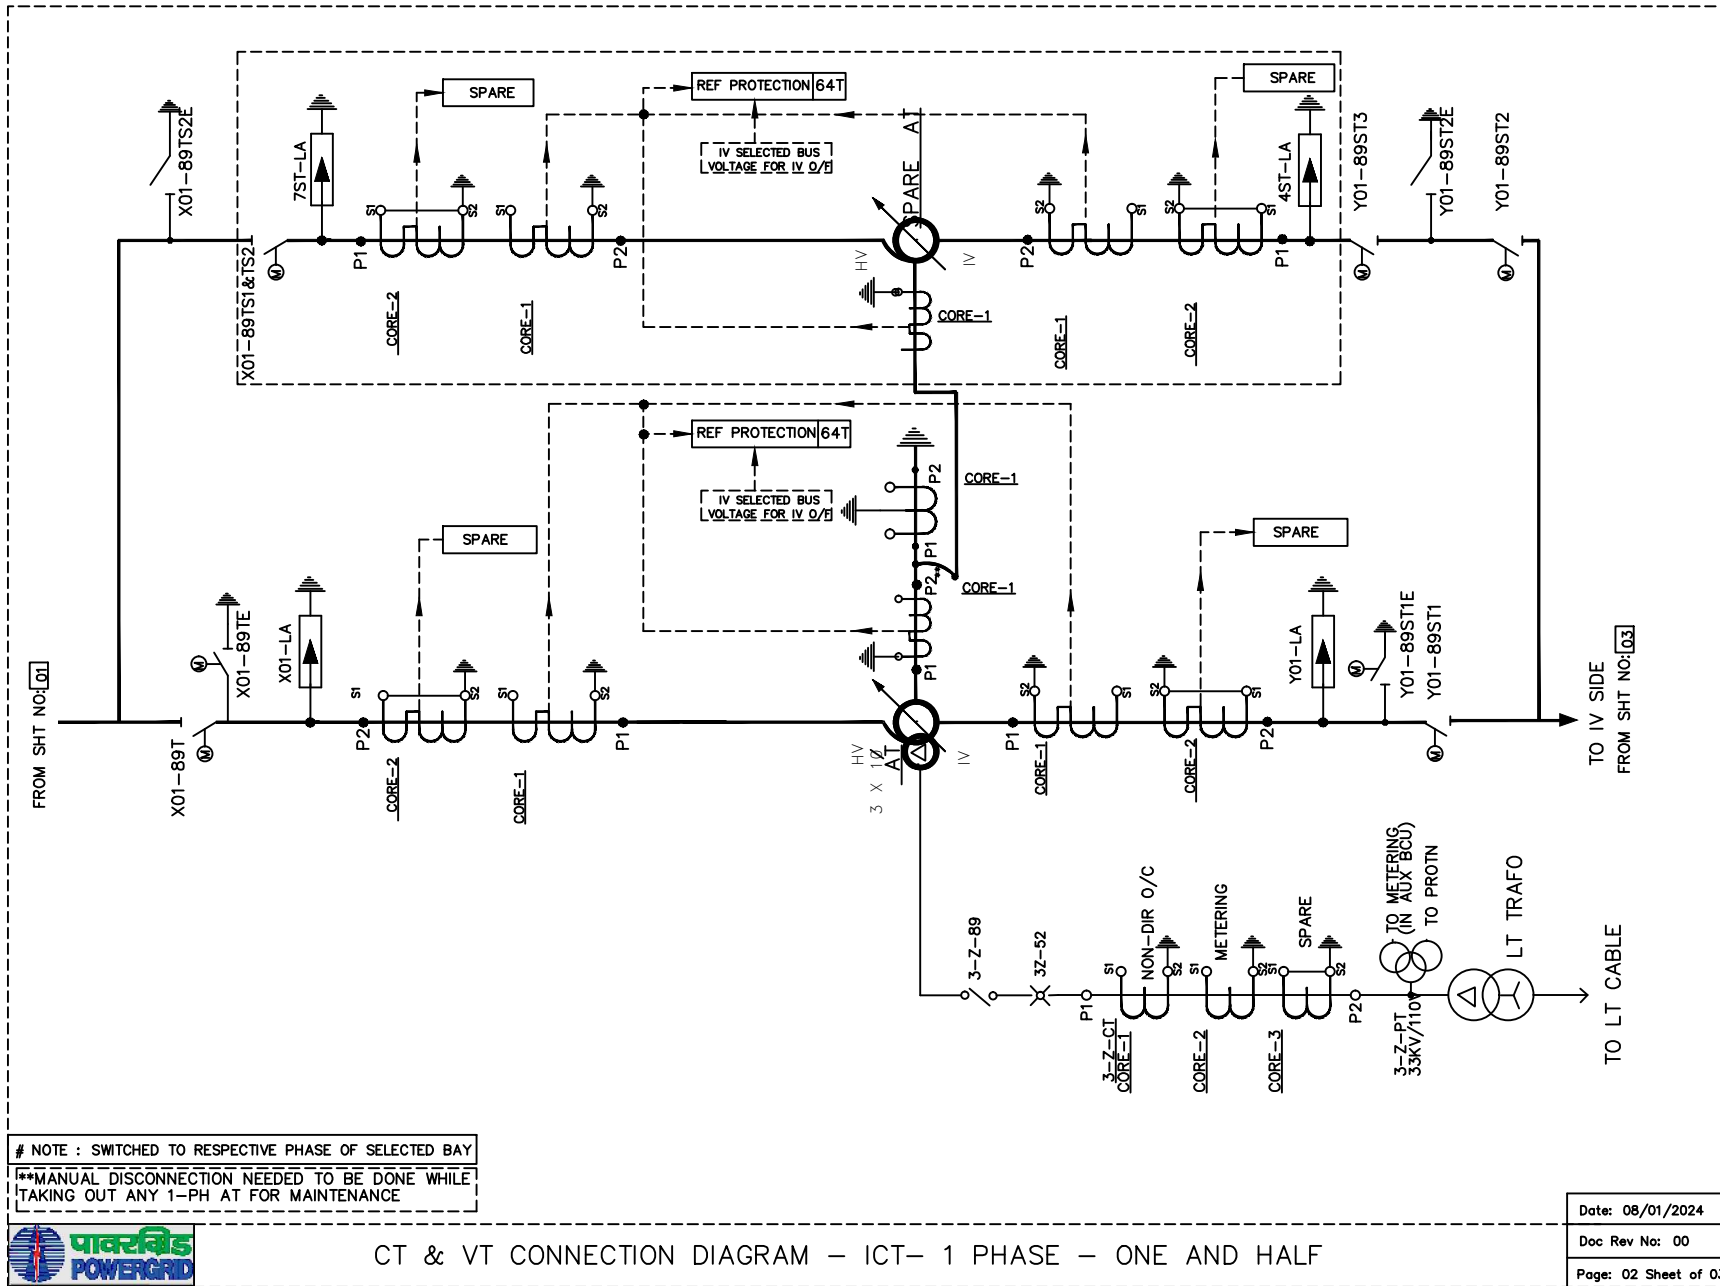 SPARE
REF PROTECTION 64T
SPARE
IV SELECTED BUS
VOLTAGE FOR IV O/F
X01-89TS2E
7ST-LA
SPARE AT
4ST-LA
Y01-89ST3
Y01-89ST2E
Y01-89ST2
S1
S2
S1
S2
S2
S1
S2
S1
M
P1
P2
HV
IV
P2
P1
M
M
X01-89TS1&TS2
CORE-2
CORE-1
CORE-1
CORE-1
CORE-2
REF PROTECTION 64T
IV SELECTED BUS
VOLTAGE FOR IV O/F
P2
CORE-1
SPARE
SPARE
P1
P2
**
CORE-1
FROM SHT NO: 01
M
X01-89TE
X01-LA
S1
S2
S1
S2
P1
S2
S1
S2
S1
Y01-LA
M
Y01-89ST1E
Y01-89ST1
TO IV SIDE
FROM SHT NO: 03
X01-89T
M
P2
CORE-2
P1
CORE-1
HV
3 X 1Ø
AT
IV
P1
CORE-1
CORE-2
P2
M
3-Z-89
3Z-52
P1
S1
NON-DIR O/C
S2
S1
METERING
S2
S1
SPARE
S2
P2
TO METERING
(IN AUX BCU)
TO PROTN
LT TRAFO
TO LT CABLE
3-Z-CT
CORE-1
CORE-2
CORE-3
3-Z-PT
33KV/110V
# NOTE : SWITCHED TO RESPECTIVE PHASE OF SELECTED BAY
**MANUAL DISCONNECTION NEEDED TO BE DONE WHILE
TAKING OUT ANY 1-PH AT FOR MAINTENANCE
पावरग्रिड
POWERGRID
CT & VT CONNECTION DIAGRAM - ICT- 1 PHASE - ONE AND HALF
Date: 08/01/2024
Doc Rev No: 00
Page: 02 Sheet of 03